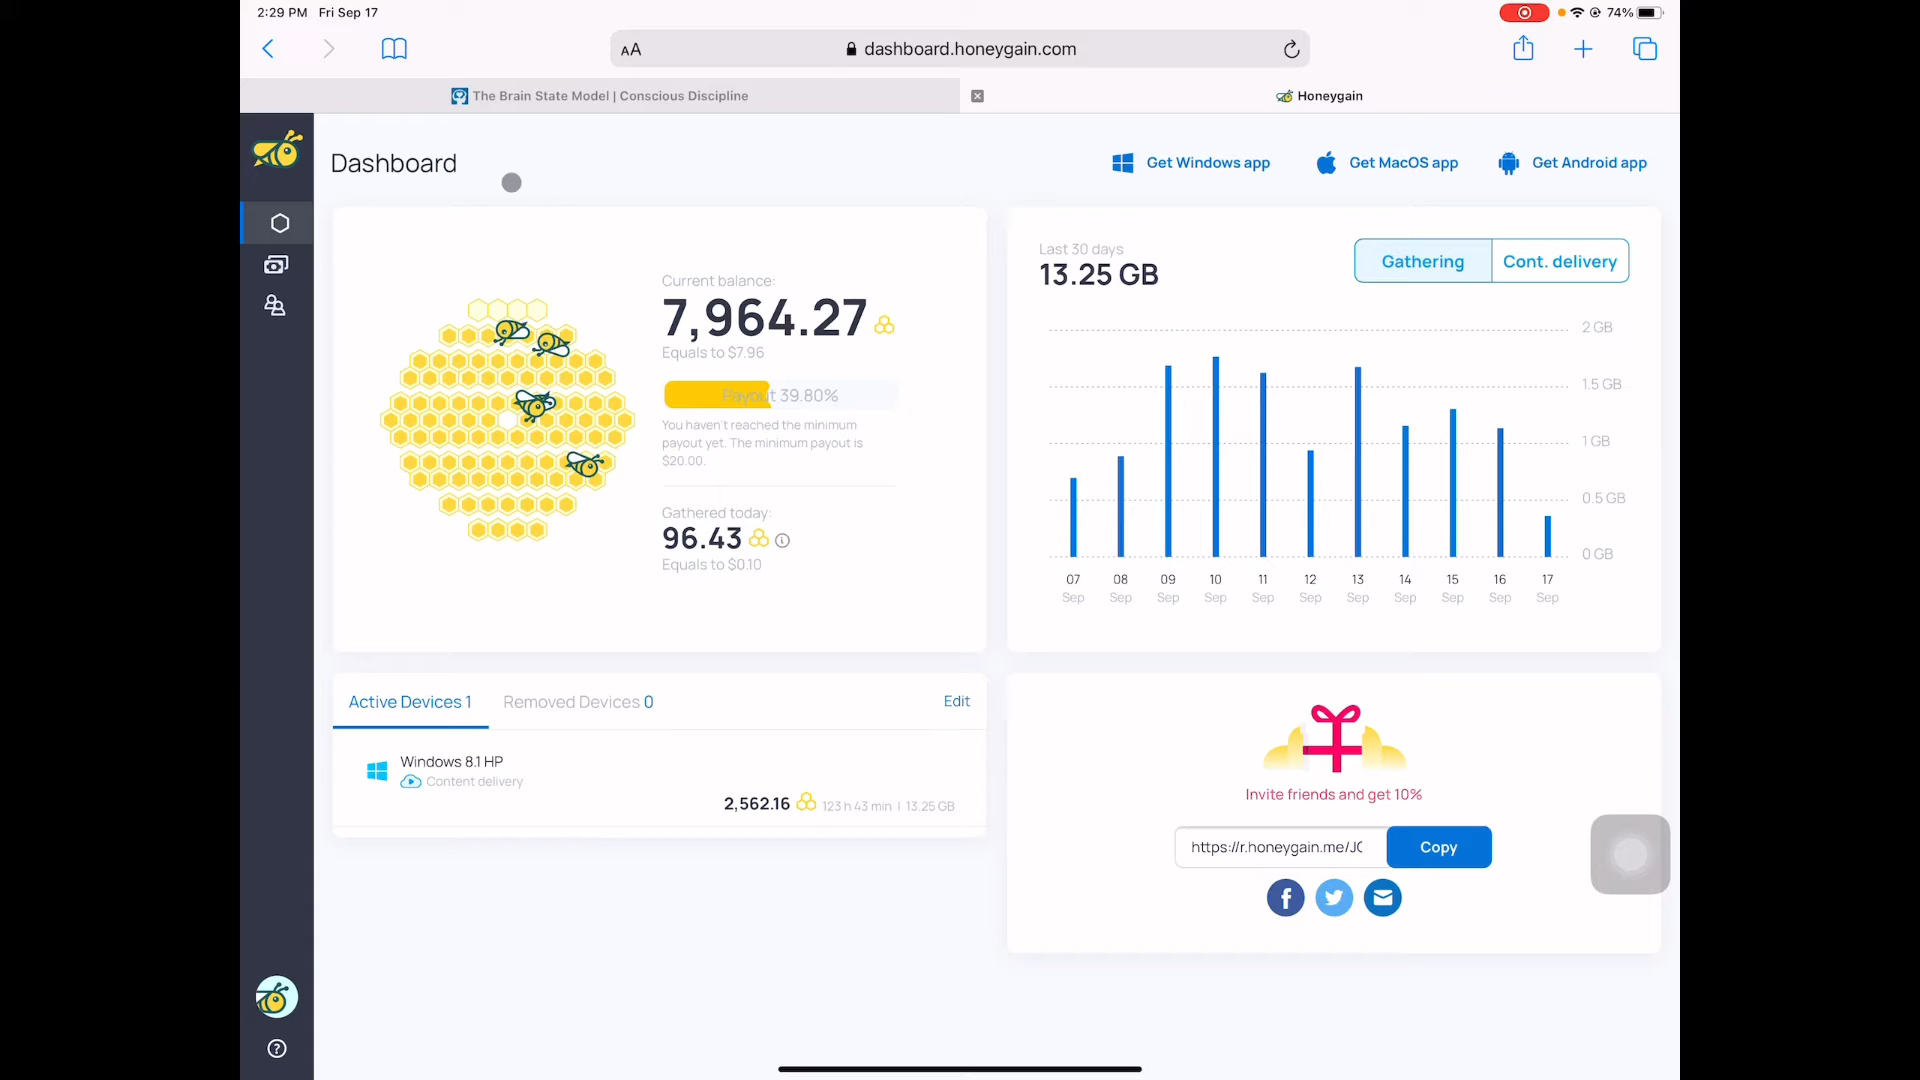 2:29 PM Fri Sep 17
74%
AA
dashboard.honeygain.com
The Brain State Model | Conscious Discipline
Honeygain
Dashboard
Get Windows app
Get MacOS app
Get Android app
Current balance:
7,964.27
Equals to $7.96
Payout 39.80%
You haven't reached the minimum
payout yet. The minimum payout is
$20.00.
Gathered today:
96.43
Equals to $0.10
Last 30 days
13.25 GB
Gathering
Cont. delivery
2 GB
1.5 GB
1 GB
0.5 GB
0 GB
07 08 09 10 11 12 13 14 15 16 17
Sep Sep Sep Sep Sep Sep Sep Sep Sep Sep Sep
Active Devices 1
Removed Devices 0
Edit
Windows 8.1 HP
Content delivery
2,562.16 123 h 43 min | 13.25 GB
Invite friends and get 10%
https://r.honeygain.me/JO
Copy